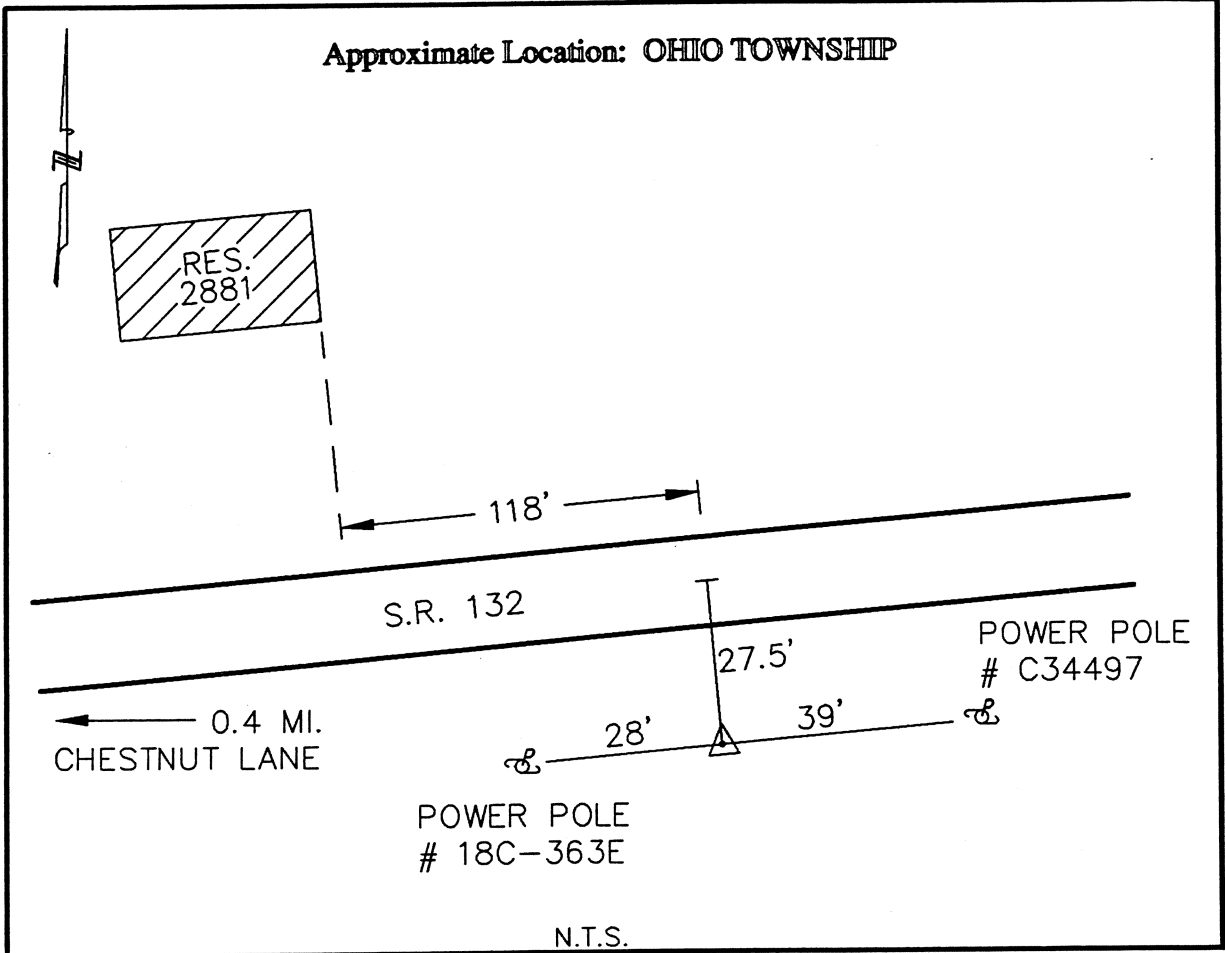 Approximate Location: OHIO TOWNSHIP
N
RES.
2881
118'
S.R. 132
27.5'
POWER POLE
# C34497
0.4 MI.
CHESTNUT LANE
28'
39'
POWER POLE
# 18C-363E
N.T.S.